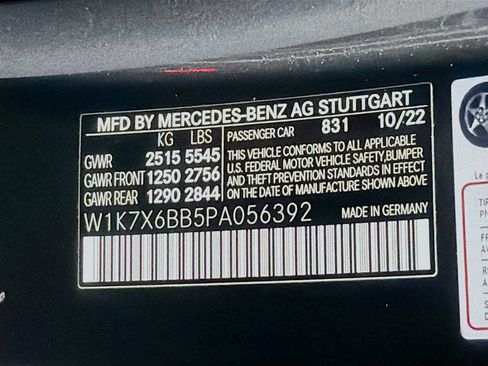 MFD BY MERCEDES-BENZ AG STUTTGART
KG LBS
PASSENGER CAR 831 10/22
GVWR 2515 5545
GAWR FRONT 1250 2756
GAWR REAR 1290 2844
THIS VEHICLE CONFORMS TO ALL APPLICABLE
U.S. FEDERAL MOTOR VEHICLE SAFETY,BUMPER
AND THEFT PREVENTION STANDARDS IN EFFECT
ON THE DATE OF MANUFACTURE SHOWN ABOVE
W1K7X6BB5PA056392
MADE IN GERMANY
Le